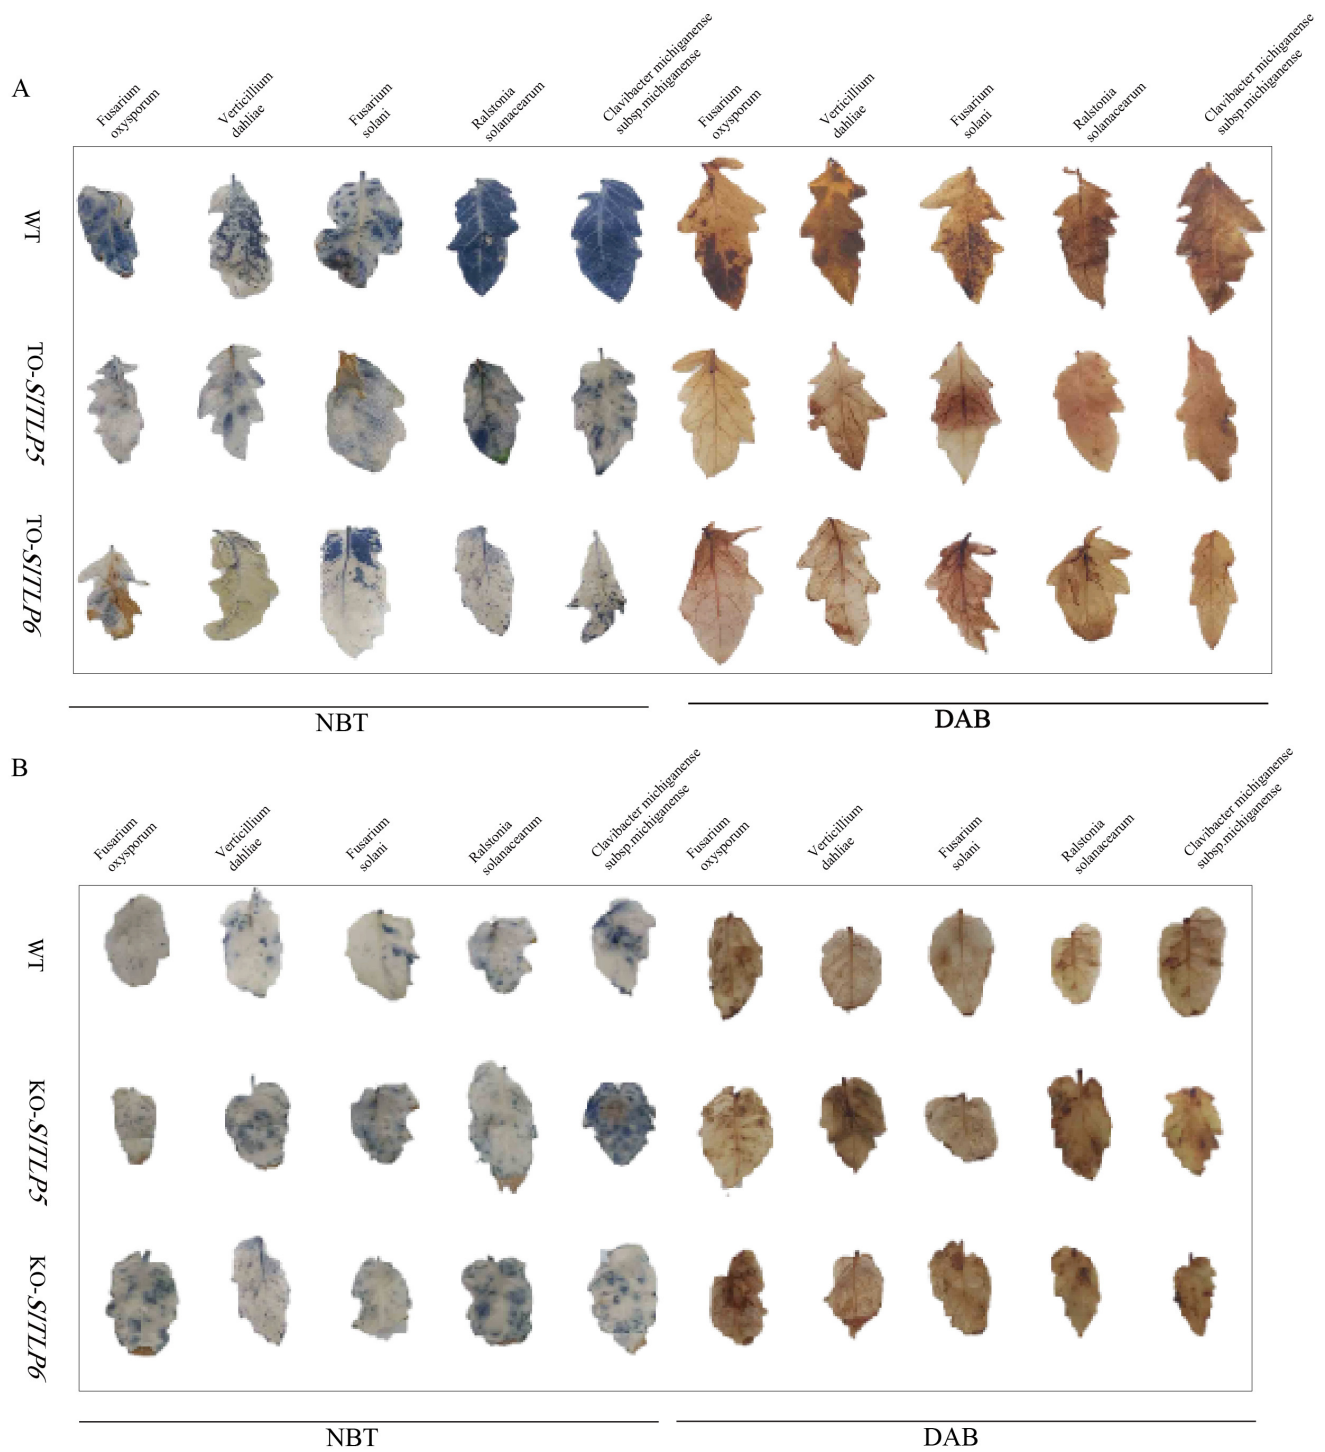 A
Fusarium
oxysporum
Verticillium
dahliae
Fusarium
solani
Ralstonia
solanacearum
Clavibacter michiganense
subsp.michiganense
Fusarium
oxysporum
Verticillium
dahliae
Fusarium
solani
Ralstonia
solanacearum
Clavibacter michiganense
subsp.michiganense
WT
TO-SlTLP5
TO-SlTLP6
NBT
DAB
B
Fusarium
oxysporum
Verticillium
dahliae
Fusarium
solani
Ralstonia
solanacearum
Clavibacter michiganense
subsp.michiganense
Fusarium
oxysporum
Verticillium
dahliae
Fusarium
solani
Ralstonia
solanacearum
Clavibacter michiganense
subsp.michiganense
WT
KO-SlTLP5
KO-SlTLP6
NBT
DAB